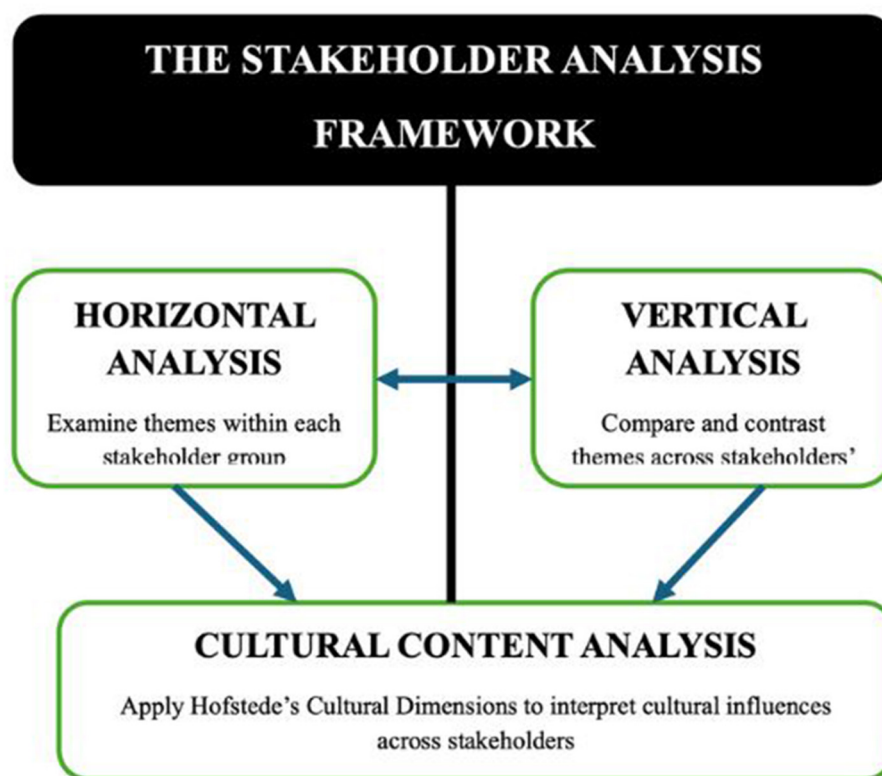 THE STAKEHOLDER ANALYSIS
FRAMEWORK
HORIZONTAL
ANALYSIS
Examine themes within each
stakeholder group
VERTICAL
ANALYSIS
Compare and contrast
themes across stakeholders'
CULTURAL CONTENT ANALYSIS
Apply Hofstede's Cultural Dimensions to interpret cultural influences
across stakeholders